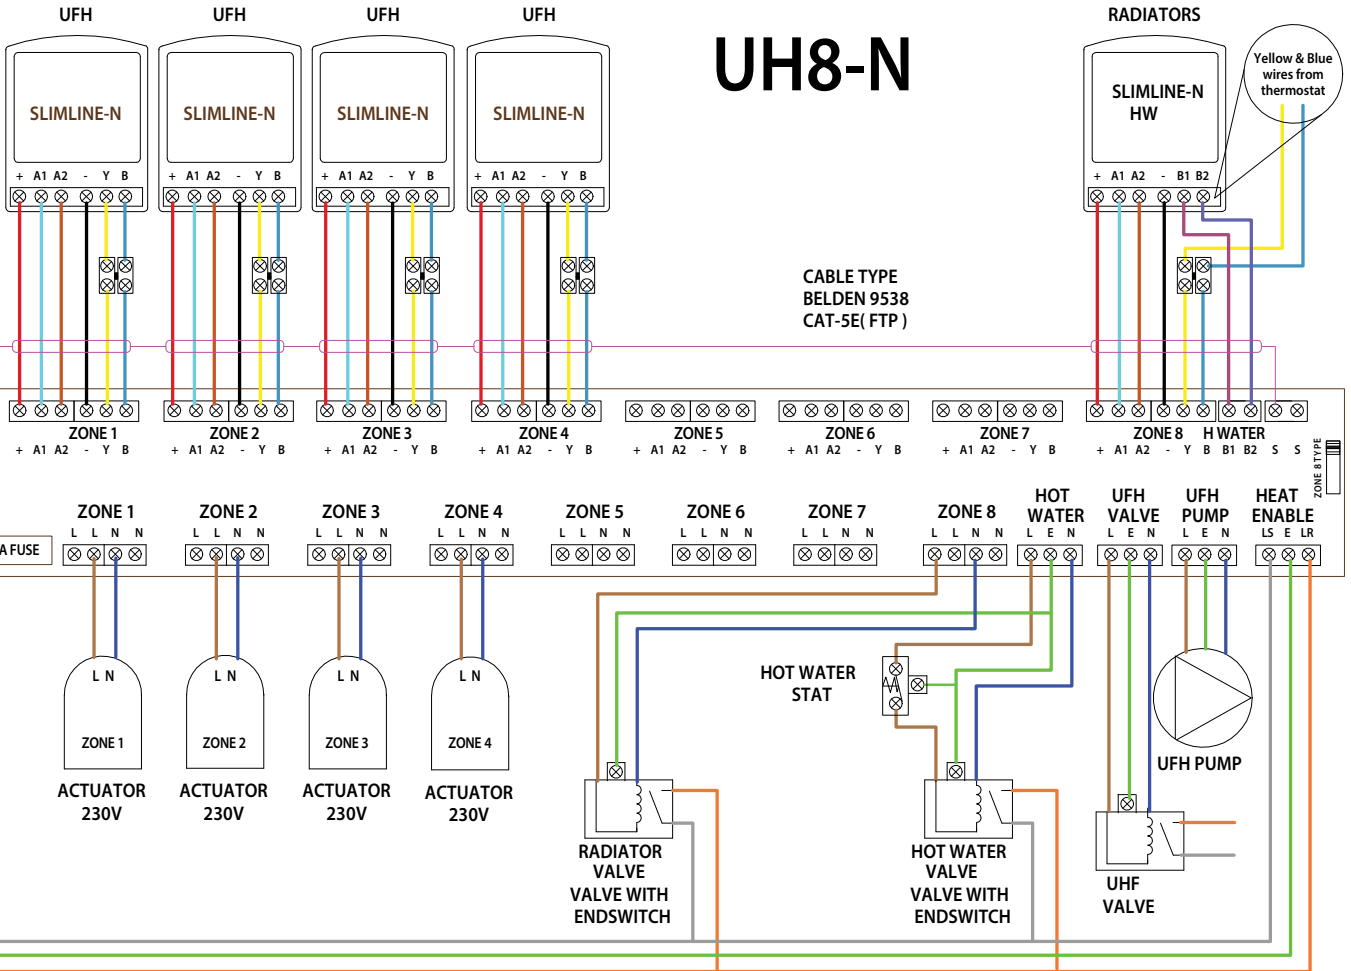 UFH UFH UFH UFH RADIATORS
UH8-N
Yellow & Blue
wires from
thermostat
SLIMLINE-N SLIMLINE-N SLIMLINE-N SLIMLINE-N
SLIMLINE-N
HW
+ A1 A2 - Y B + A1 A2 - Y B + A1 A2 - Y B + A1 A2 - Y B + A1 A2 - B1 B2
CABLE TYPE
BELDEN 9538
CAT-5E( FTP )
ZONE 1 ZONE 2 ZONE 3 ZONE 4 ZONE 5 ZONE 6 ZONE 7 ZONE 8 H WATER
+ A1 A2 - Y B + A1 A2 - Y B + A1 A2 - Y B + A1 A2 - Y B + A1 A2 - Y B + A1 A2 - Y B + A1 A2 - Y B + A1 A2 - Y B B1 B2 S S
ZONE 8 TYPE
ZONE 1 ZONE 2 ZONE 3 ZONE 4 ZONE 5 ZONE 6 ZONE 7 ZONE 8
HOT
WATER
UFH
VALVE
UFH
PUMP
HEAT
ENABLE
L L N N L L N N L L N N L L N N L L N N L L N N L L N N L L N N L E N L E N L E N LS E LR
A FUSE
L N L N L N L N
ZONE 1 ZONE 2 ZONE 3 ZONE 4
ACTUATOR
230V
ACTUATOR
230V
ACTUATOR
230V
ACTUATOR
230V
HOT WATER
STAT
UFH PUMP
RADIATOR
VALVE
VALVE WITH
ENDSWITCH
HOT WATER
VALVE
VALVE WITH
ENDSWITCH
UHF
VALVE